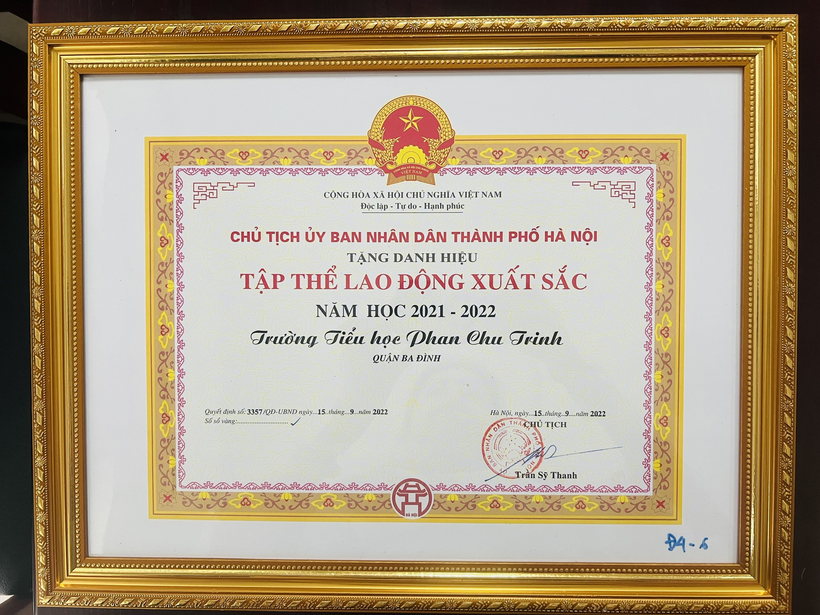 CỘNG HÒA XÃ HỘI CHỦ NGHĨA VIỆT NAM
Độc lập - Tự do - Hạnh phúc
CHỦ TỊCH ỦY BAN NHÂN DÂN THÀNH PHỐ HÀ NỘI
TẶNG DANH HIỆU
TẬP THỂ LAO ĐỘNG XUẤT SẮC
NĂM HỌC 2021 - 2022
Trường Tiểu học Phan Chu Trinh
QUẬN BA ĐÌNH
Quyết định số: 3357/QĐ-UBND ngày...15.tháng...9...năm 2022
Số sổ vàng:
Hà Nội, ngày...15.tháng..9...năm 2022
CHỦ TỊCH
Trần Sỹ Thanh
HÀ NỘI